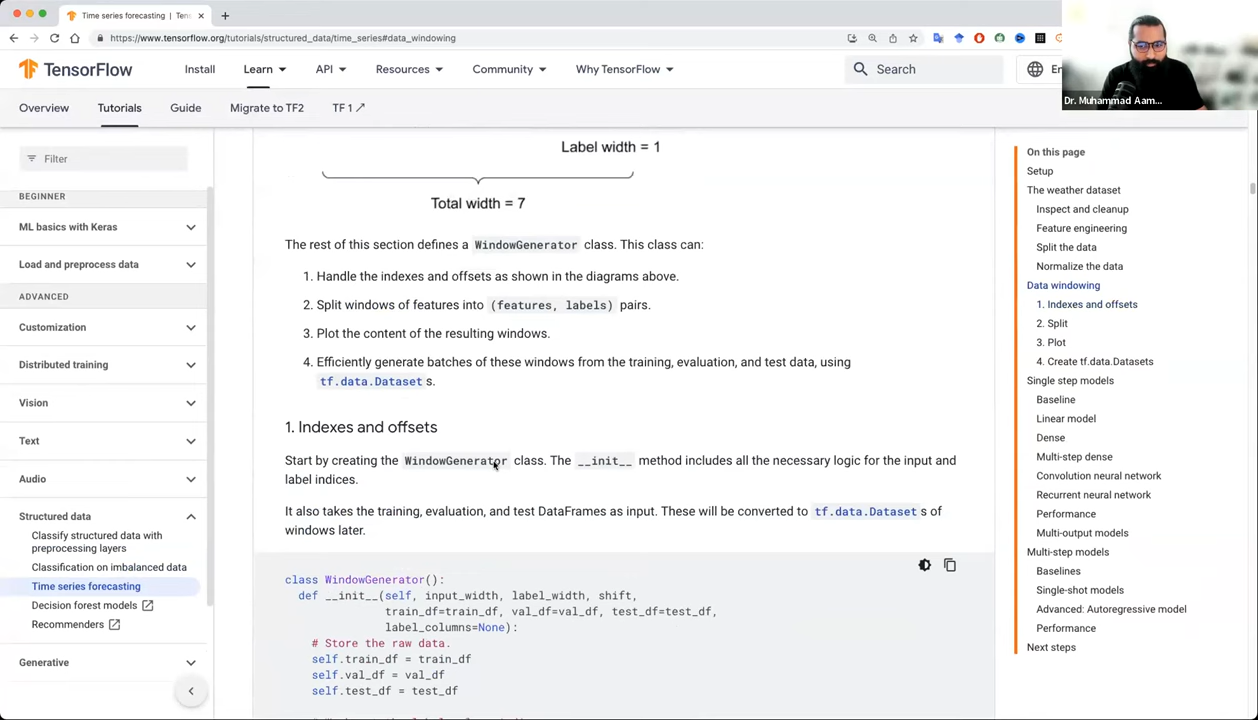 Time series forecasting | Ten
https://www.tensorflow.org/tutorials/structured_data/time_series#data_windowing
TensorFlow
Install
Learn
API
Resources
Community
Why TensorFlow
Search
En
Dr. Muhammad Aam...
Overview
Tutorials
Guide
Migrate to TF2
TF 1
Filter
BEGINNER
ML basics with Keras
Load and preprocess data
ADVANCED
Customization
Distributed training
Vision
Text
Audio
Structured data
Classify structured data with
preprocessing layers
Classification on imbalanced data
Time series forecasting
Decision forest models
Recommenders
Generative
Label width = 1
Total width = 7
The rest of this section defines a WindowGenerator class. This class can:
1. Handle the indexes and offsets as shown in the diagrams above.
2. Split windows of features into (features, labels) pairs.
3. Plot the content of the resulting windows.
4. Efficiently generate batches of these windows from the training, evaluation, and test data, using
tf.data.Dataset s.
1. Indexes and offsets
Start by creating the WindowGenerator class. The __init__ method includes all the necessary logic for the input and
label indices.
It also takes the training, evaluation, and test DataFrames as input. These will be converted to tf.data.Dataset s of
windows later.
class WindowGenerator():
def __init__(self, input_width, label_width, shift,
train_df=train_df, val_df=val_df, test_df=test_df,
label_columns=None):
# Store the raw data.
self.train_df = train_df
self.val_df = val_df
self.test_df = test_df
On this page
Setup
The weather dataset
Inspect and cleanup
Feature engineering
Split the data
Normalize the data
Data windowing
1. Indexes and offsets
2. Split
3. Plot
4. Create tf.data.Datasets
Single step models
Baseline
Linear model
Dense
Multi-step dense
Convolution neural network
Recurrent neural network
Performance
Multi-output models
Multi-step models
Baselines
Single-shot models
Advanced: Autoregressive model
Performance
Next steps